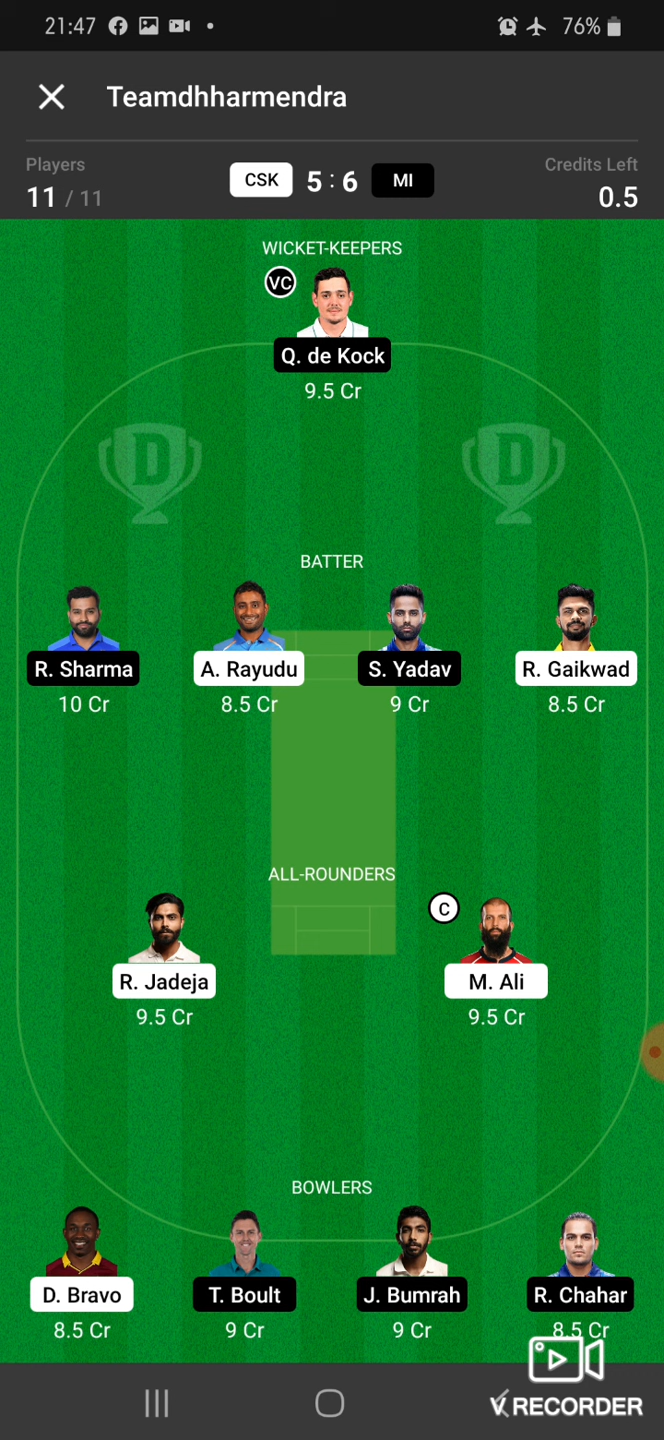 21:47 76%
Teamdhharmendra
Players Credits Left
11 / 11 CSK 5 : 6 MI 0.5
WICKET-KEEPERS
VC
Q. de Kock
9.5 Cr
D D
BATTER
R. Sharma A. Rayudu S. Yadav R. Gaikwad
10 Cr 8.5 Cr 9 Cr 8.5 Cr
ALL-ROUNDERS
C
R. Jadeja M. Ali
9.5 Cr 9.5 Cr
BOWLERS
D. Bravo T. Boult J. Bumrah R. Chahar
8.5 Cr 9 Cr 9 Cr 8.5 Cr
V.RECORDER